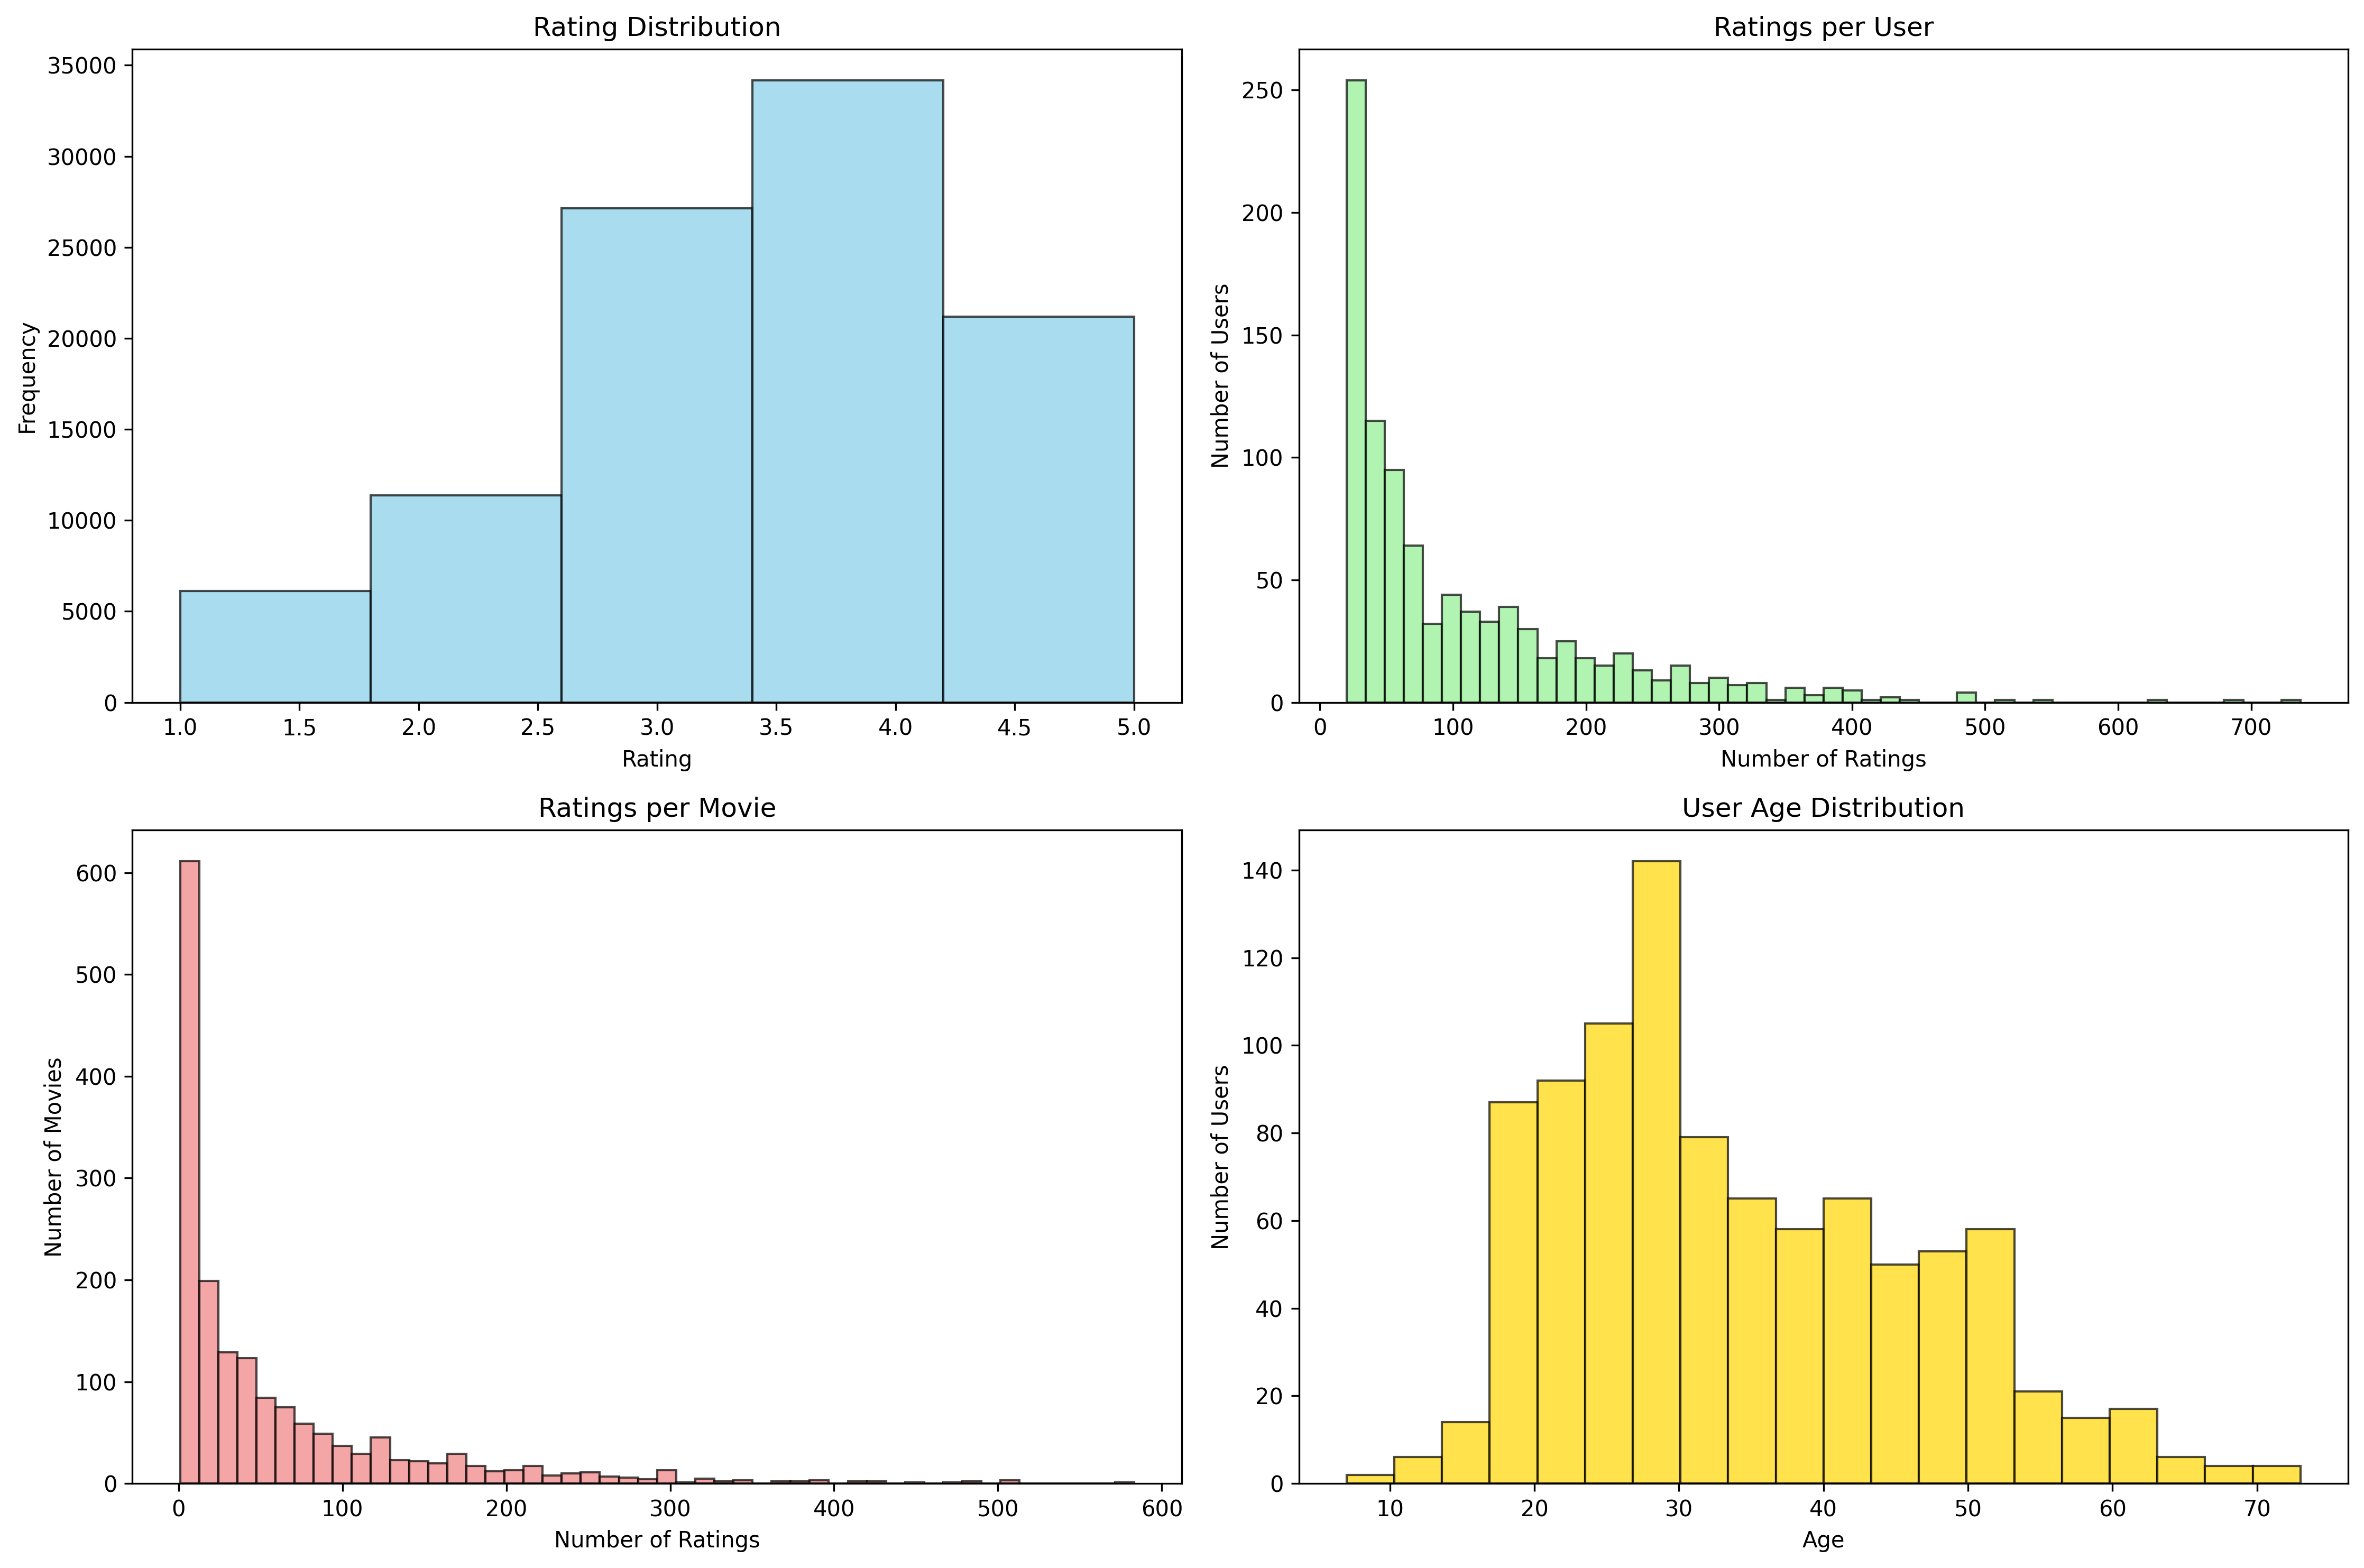 Rating Distribution
35000
30000
25000
20000
15000
10000
5000
0
Frequency
1.0 1.5 2.0 2.5 3.0 3.5 4.0 4.5 5.0
Rating
Ratings per User
250
200
150
100
50
0
Number of Users
0 100 200 300 400 500 600 700
Number of Ratings
Ratings per Movie
600
500
400
300
200
100
0
Number of Movies
0 100 200 300 400 500 600
Number of Ratings
User Age Distribution
140
120
100
80
60
40
20
0
Number of Users
10 20 30 40 50 60 70
Age